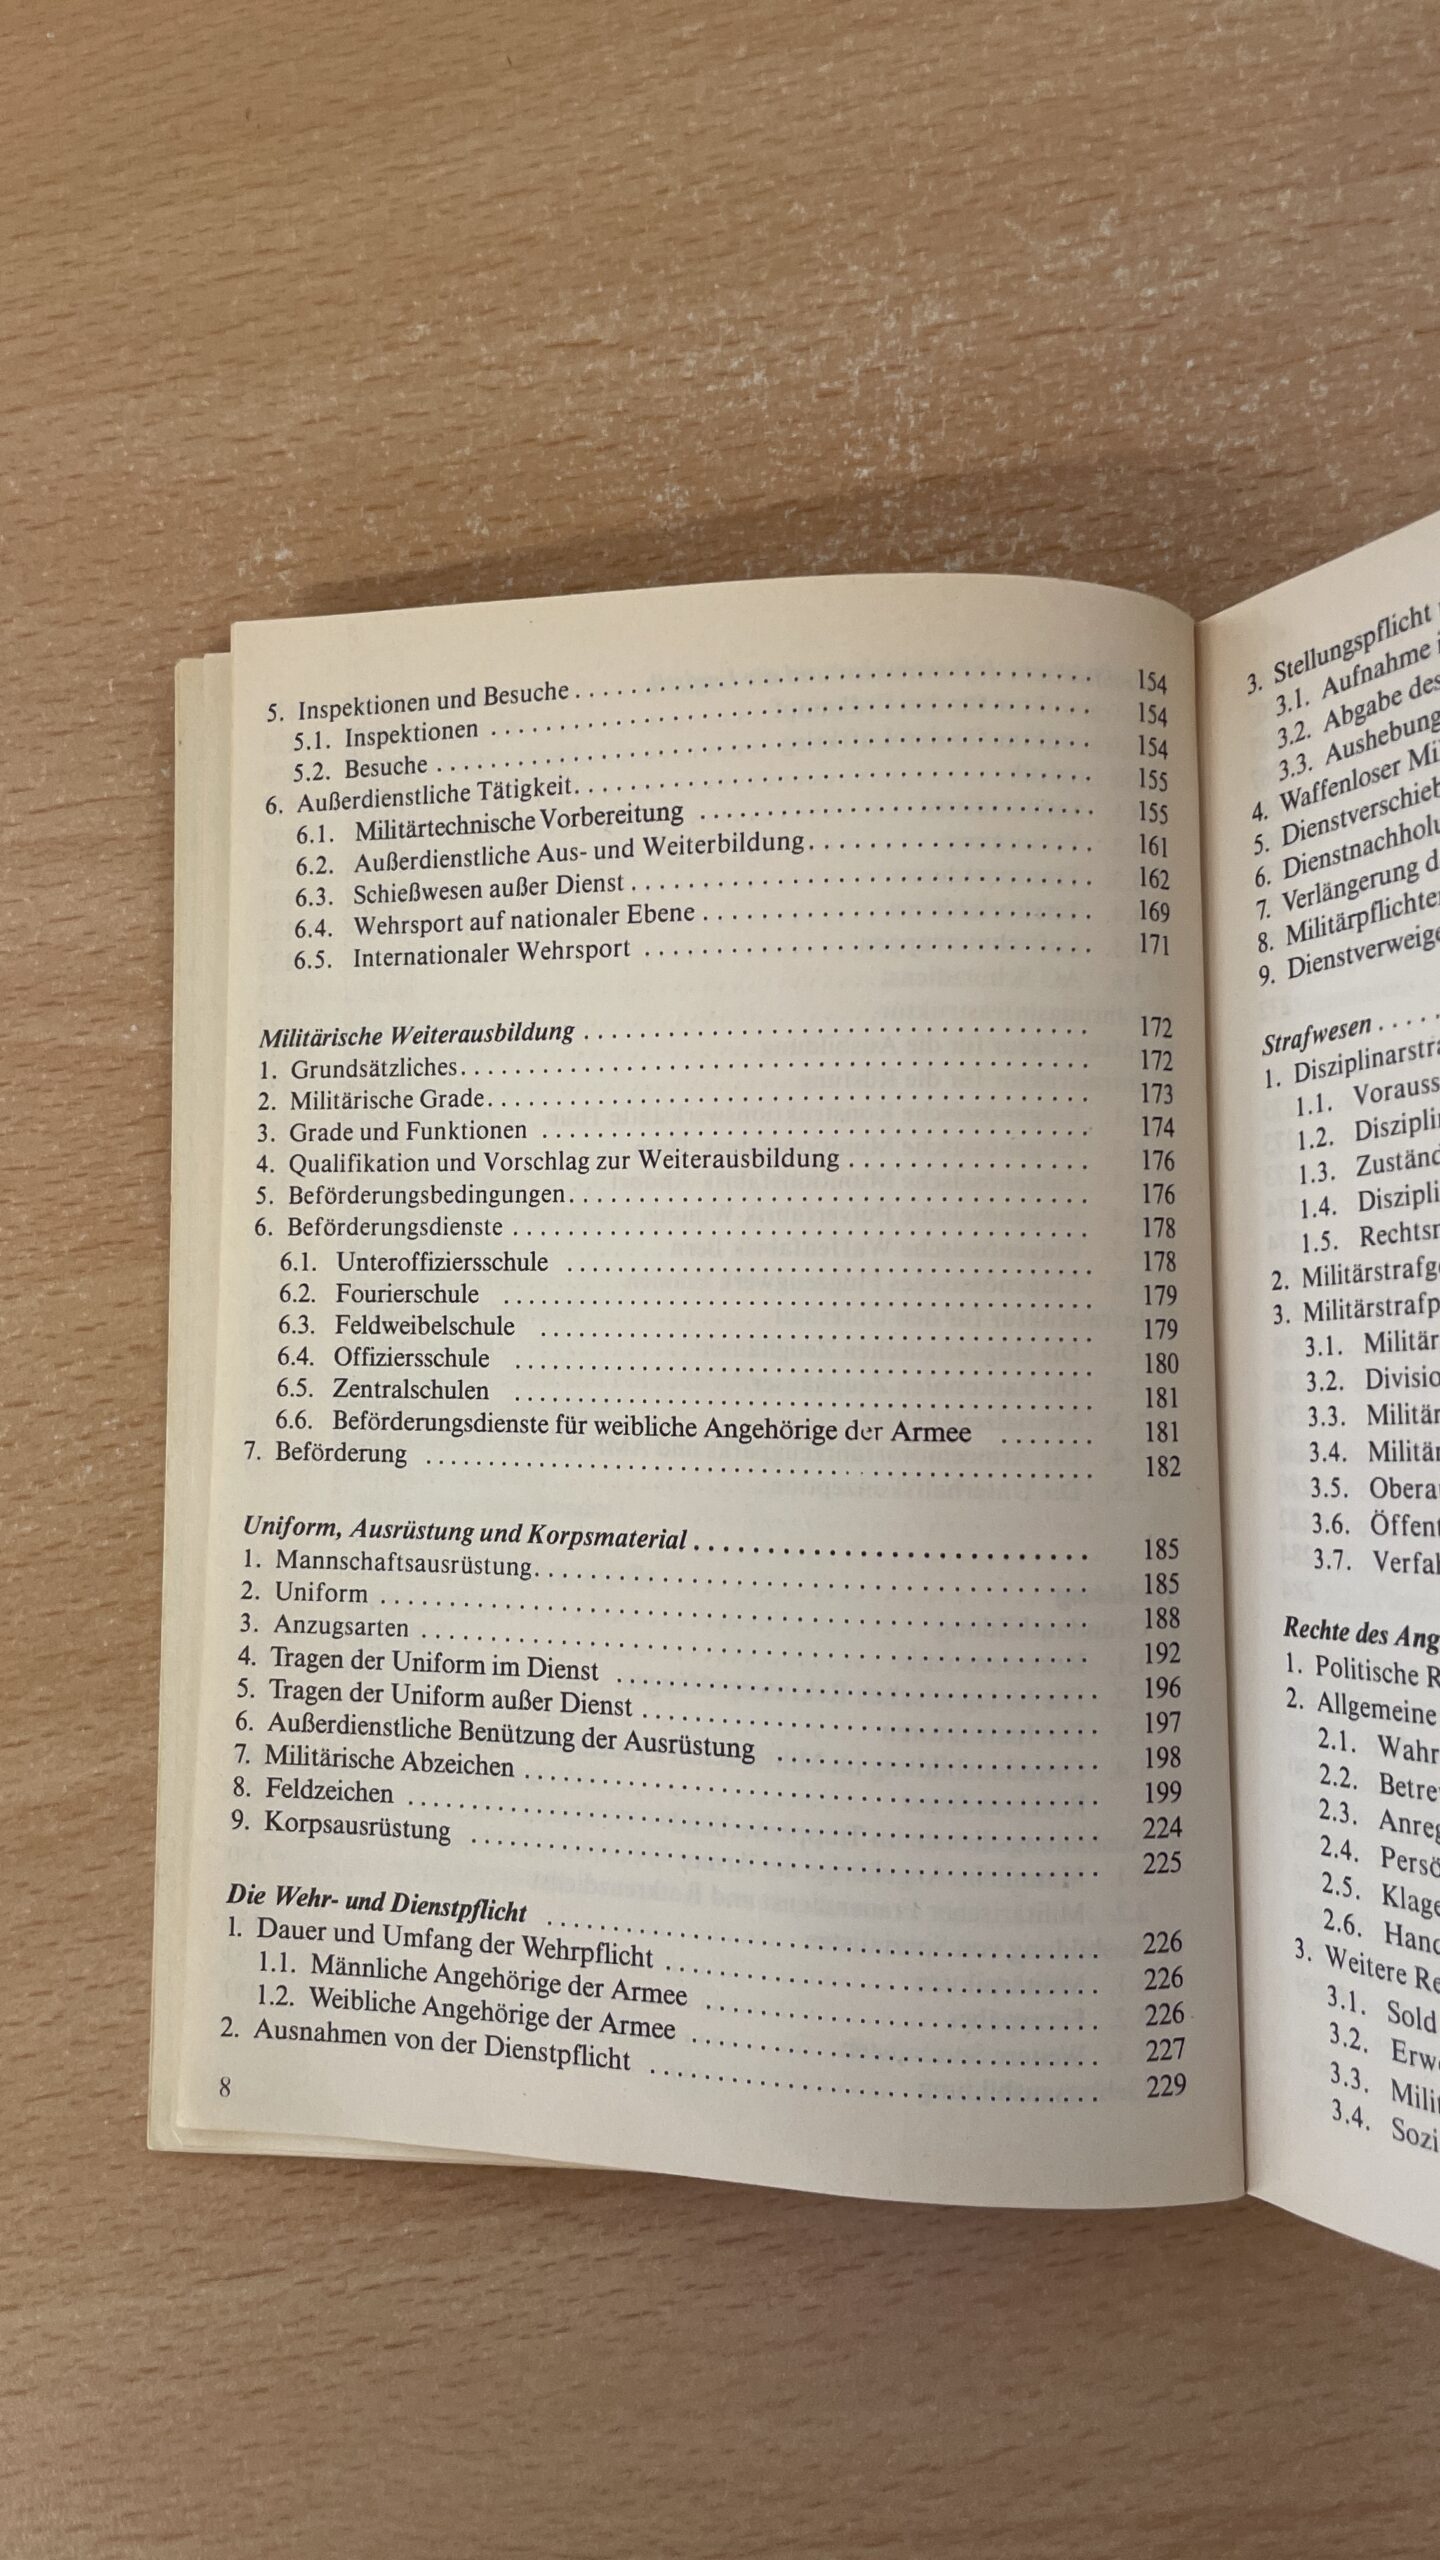 5. Inspektionen und Besuche . . . . . . . . . . . . . . . . . . . . 154
5.1. Inspektionen . . . . . . . . . . . . . . . . . . . . 154
5.2. Besuche . . . . . . . . . . . . . . . . . . . . 154
6. Außerdienstliche Tätigkeit . . . . . . . . . . . . . . . . . . . . 155
6.1. Militärtechnische Vorbereitung . . . . . . . . . . . . . . . . . . . . 155
6.2. Außerdienstliche Aus- und Weiterbildung . . . . . . . . . . . . . . . . . . . . 161
6.3. Schießwesen außer Dienst . . . . . . . . . . . . . . . . . . . . 162
6.4. Wehrsport auf nationaler Ebene . . . . . . . . . . . . . . . . . . . . 169
6.5. Internationaler Wehrsport . . . . . . . . . . . . . . . . . . . . 171
Militärische Weiterausbildung . . . . . . . . . . . . . . . . . . . . 172
1. Grundsätzliches . . . . . . . . . . . . . . . . . . . . 172
2. Militärische Grade . . . . . . . . . . . . . . . . . . . . 173
3. Grade und Funktionen . . . . . . . . . . . . . . . . . . . . 174
4. Qualifikation und Vorschlag zur Weiterausbildung . . . . . . . . . . . . . . . . . . . . 176
5. Beförderungsbedingungen . . . . . . . . . . . . . . . . . . . . 176
6. Beförderungsdienste . . . . . . . . . . . . . . . . . . . . 178
6.1. Unteroffiziersschule . . . . . . . . . . . . . . . . . . . . 178
6.2. Fourierschule . . . . . . . . . . . . . . . . . . . . 179
6.3. Feldweibelschule . . . . . . . . . . . . . . . . . . . . 179
6.4. Offiziersschule . . . . . . . . . . . . . . . . . . . . 180
6.5. Zentralschulen . . . . . . . . . . . . . . . . . . . . 181
6.6. Beförderungsdienste für weibliche Angehörige der Armee . . . . . . . 181
7. Beförderung . . . . . . . . . . . . . . . . . . . . 182
Uniform, Ausrüstung und Korpsmaterial . . . . . . . . . . . . . . . . . . . . 185
1. Mannschaftsausrüstung . . . . . . . . . . . . . . . . . . . . 185
2. Uniform . . . . . . . . . . . . . . . . . . . . 188
3. Anzugsarten . . . . . . . . . . . . . . . . . . . . 192
4. Tragen der Uniform im Dienst . . . . . . . . . . . . . . . . . . . . 196
5. Tragen der Uniform außer Dienst . . . . . . . . . . . . . . . . . . . . 197
6. Außerdienstliche Benützung der Ausrüstung . . . . . . . . . . . . . . . . . . . . 198
7. Militärische Abzeichen . . . . . . . . . . . . . . . . . . . . 199
8. Feldzeichen . . . . . . . . . . . . . . . . . . . . 224
9. Korpsausrüstung . . . . . . . . . . . . . . . . . . . . 225
Die Wehr- und Dienstpflicht . . . . . . . . . . . . . . . . . . . . 226
1. Dauer und Umfang der Wehrpflicht . . . . . . . . . . . . . . . . . . . . 226
1.1. Männliche Angehörige der Armee . . . . . . . . . . . . . . . . . . . . 226
1.2. Weibliche Angehörige der Armee . . . . . . . . . . . . . . . . . . . . 227
2. Ausnahmen von der Dienstpflicht . . . . . . . . . . . . . . . . . . . . 229
8
3. Stellungspflicht
3.1. Aufnahme
3.2. Abgabe des
3.3. Aushebung
4. Waffenloser
5.
6.
7. Verlängerung
8.
9.
Strafwesen . . . . .
1.
1.1.
1.2.
1.3.
1.4.
1.5.
2.
3.
3.1.
3.2.
3.3.
3.4.
3.5.
3.6.
3.7.
Rechte des
1. Politische
2. Allgemeine
2.1.
2.2.
2.3.
2.4.
2.5.
2.6.
3. Weitere
3.1. Sold
3.2.
3.3.
3.4.